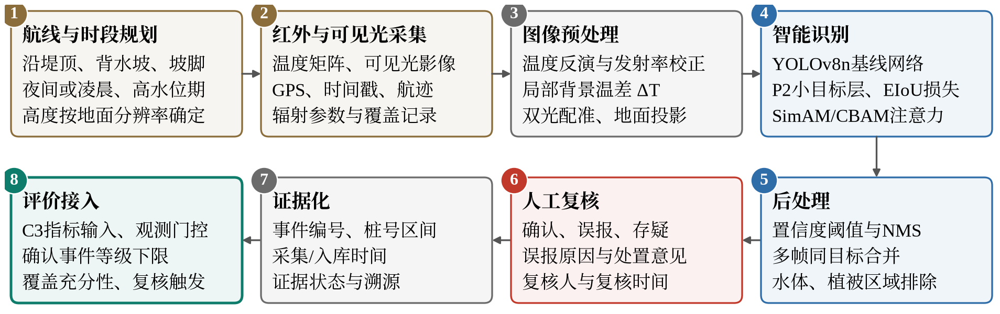 1
航线与时段规划
沿堤顶、背水坡、坡脚
夜间或凌晨、高水位期
高度按地面分辨率确定
2
红外与可见光采集
温度矩阵、可见光影像
GPS、时间戳、航迹
辐射参数与覆盖记录
3
图像预处理
温度反演与发射率校正
局部背景温差 ΔT
双光配准、地面投影
4
智能识别
YOLOv8n基线网络
P2小目标层、EIoU损失
SimAM/CBAM注意力
5
后处理
置信度阈值与NMS
多帧同目标合并
水体、植被区域排除
6
人工复核
确认、误报、存疑
误报原因与处置意见
复核人与复核时间
7
证据化
事件编号、桩号区间
采集/入库时间
证据状态与溯源
8
评价接入
C3指标输入、观测门控
确认事件等级下限
覆盖充分性、复核触发